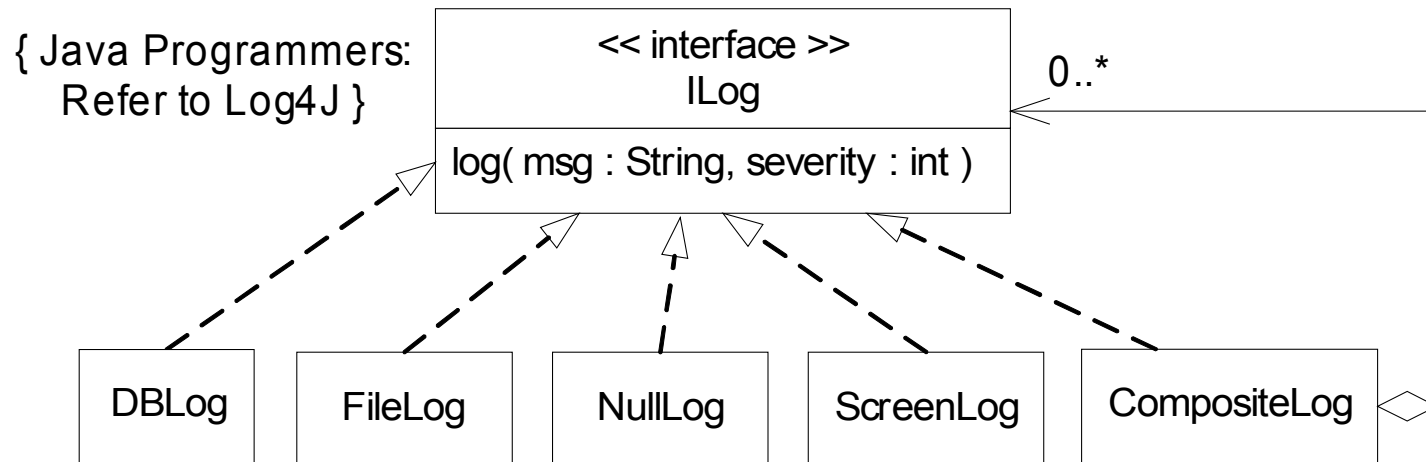 { Java Programmers:
Refer to Log4J }
<< interface >>
ILog
0..*
log( msg : String, severity : int )
DBLog
FileLog
NullLog
ScreenLog
CompositeLog